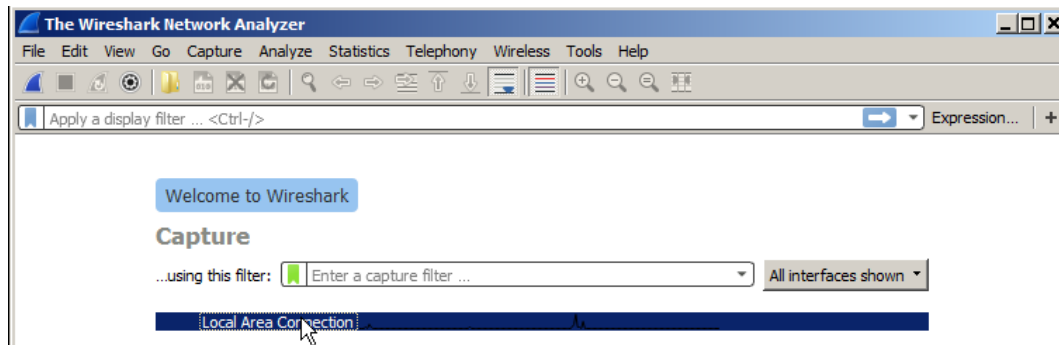 The Wireshark Network Analyzer
File Edit View Go Capture Analyze Statistics Telephony Wireless Tools Help
Apply a display filter ... <Ctrl-/> Expression... +
Welcome to Wireshark
Capture
...using this filter: Enter a capture filter ... All interfaces shown
Local Area Connection